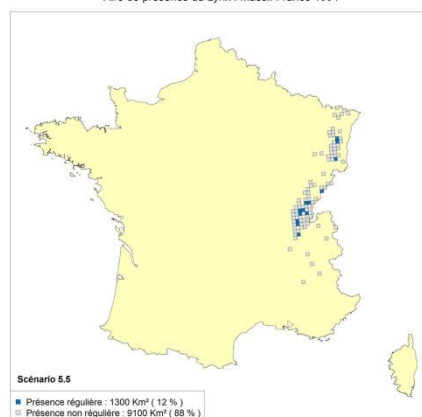 Scénario 5.5
Présence régulière : 1300 Km² ( 12 % )
Présence non régulière : 9100 Km² ( 88 % )